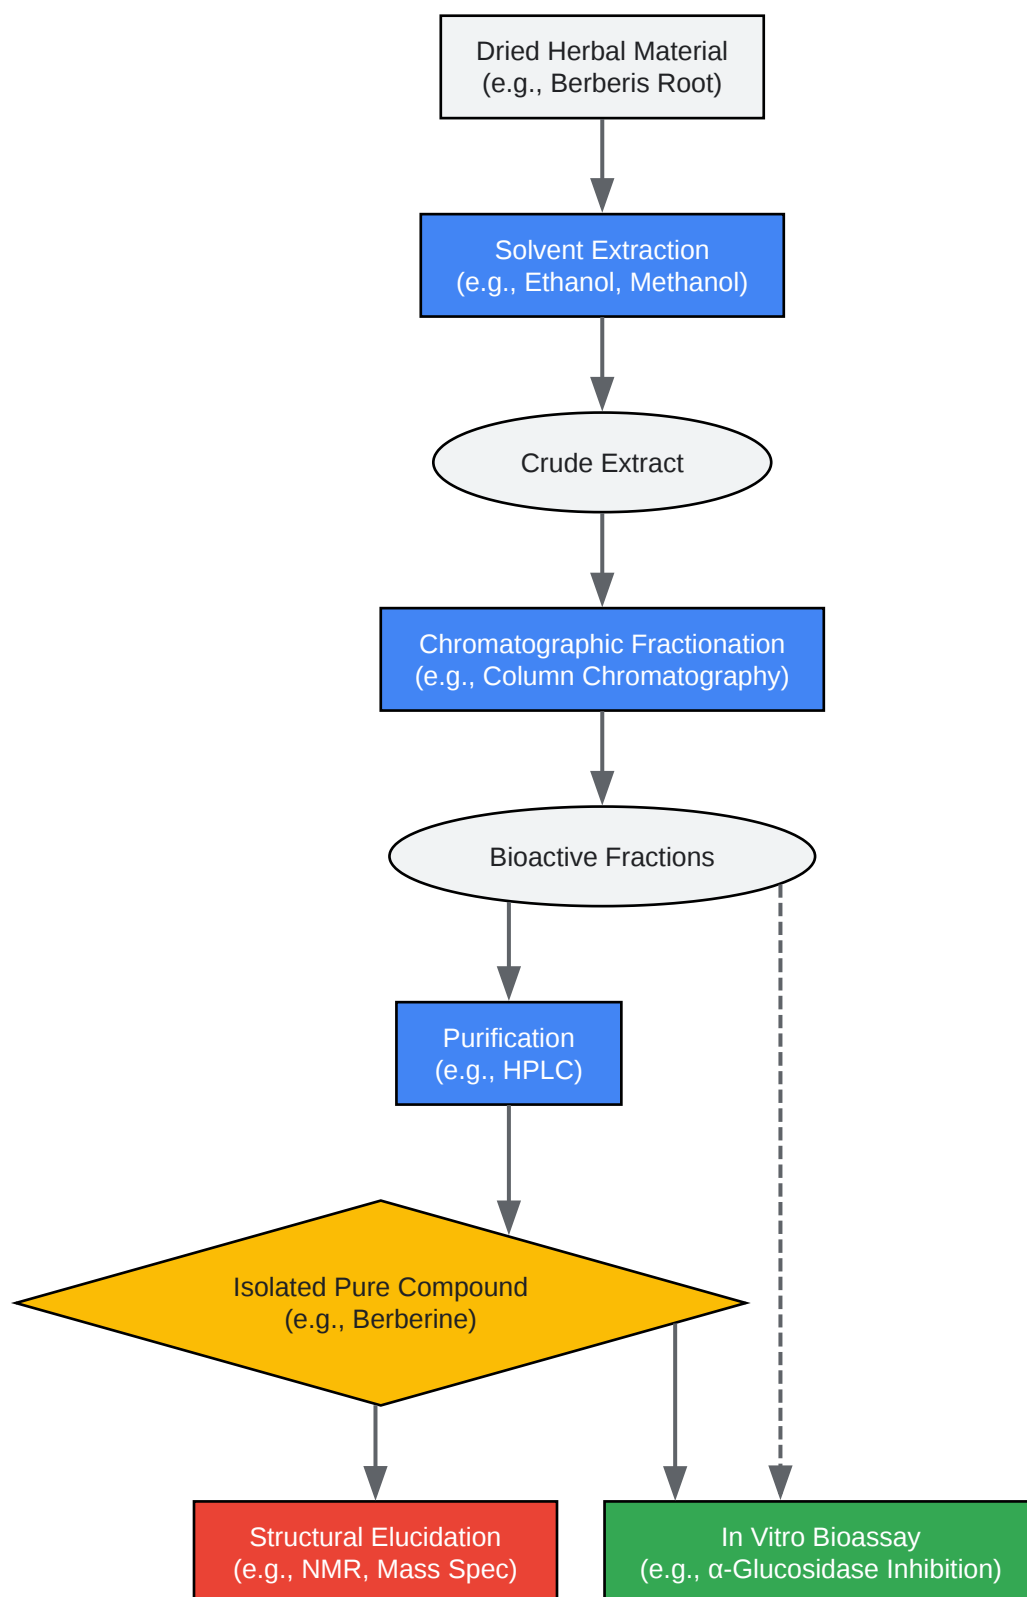 Dried Herbal Material
(e.g., Berberis Root)
Solvent Extraction
(e.g., Ethanol, Methanol)
Crude Extract
Chromatographic Fractionation
(e.g., Column Chromatography)
Bioactive Fractions
Purification
(e.g., HPLC)
Isolated Pure Compound
(e.g., Berberine)
Structural Elucidation
(e.g., NMR, Mass Spec)
In Vitro Bioassay
(e.g., α-Glucosidase Inhibition)